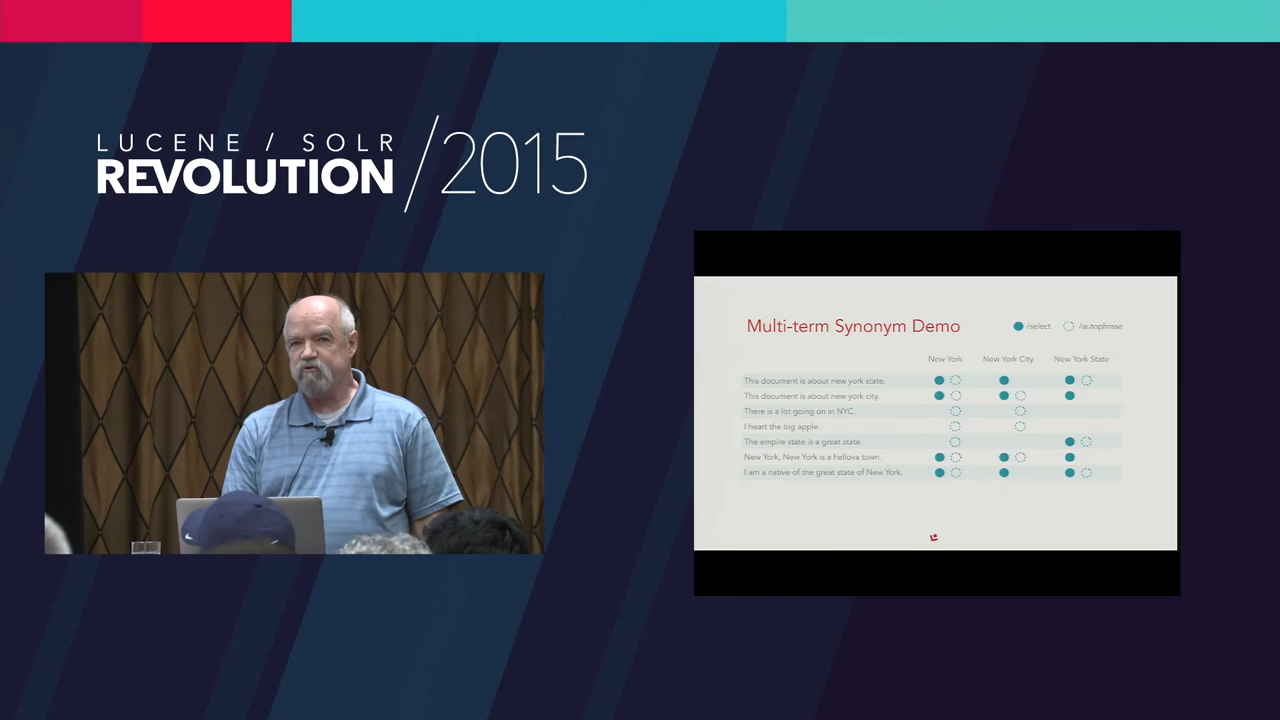 LUCENE / SOLR
REVOLUTION
/2015
Multi-term Synonym Demo
/select
/autophrase
New York
New York City
New York State
This document is about new york state.
This document is about new york city.
There is a lot going on in NYC.
I heart the big apple.
The empire state is a great state.
New York, New York is a hellova town.
I am a native of the great state of New York.